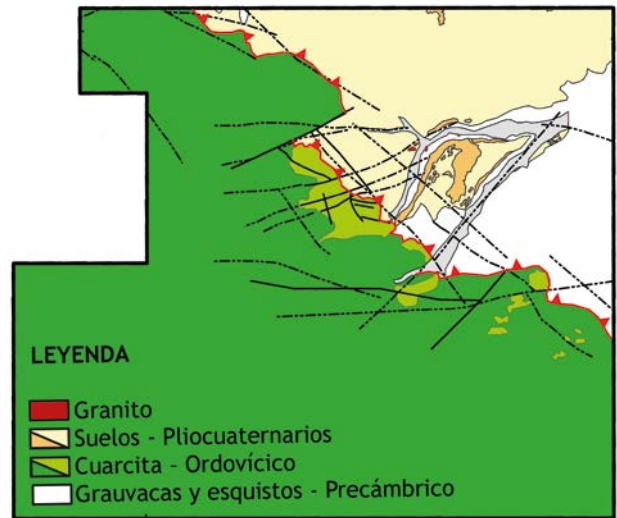 LEYENDA
Granito
Suelos - Pliocuaternarios
Cuarcita - Ordovícico
Grauvacas y esquistos - Precámbrico